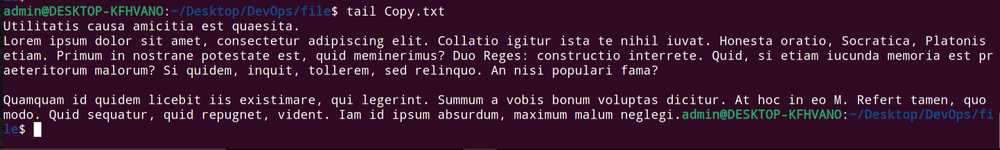 admin@DESKTOP-KFHVANO:~/Desktop/DevOps/file$ tail Copy.txt
Utilitatis causa amicitia est quaesita.
Lorem ipsum dolor sit amet, consectetur adipiscing elit. Collatio igitur ista te nihil iuvat. Honesta oratio, Socratica, Platonis
etiam. Primum in nostrane potestate est, quid meminerimus? Duo Reges: constructio interrete. Quid, si etiam iucunda memoria est pr
aeteritorum malorum? Si quidem, inquit, tollerem, sed relinquo. An nisi populari fama?
Quamquam id quidem licebit iis existimare, qui legerint. Summum a vobis bonum voluptas dicitur. At hoc in eo M. Refert tamen, quo
modo. Quid sequatur, quid repugnet, vident. Iam id ipsum absurdum, maximum malum neglegi.admin@DESKTOP-KFHVANO:~/Desktop/DevOps/fi
le$